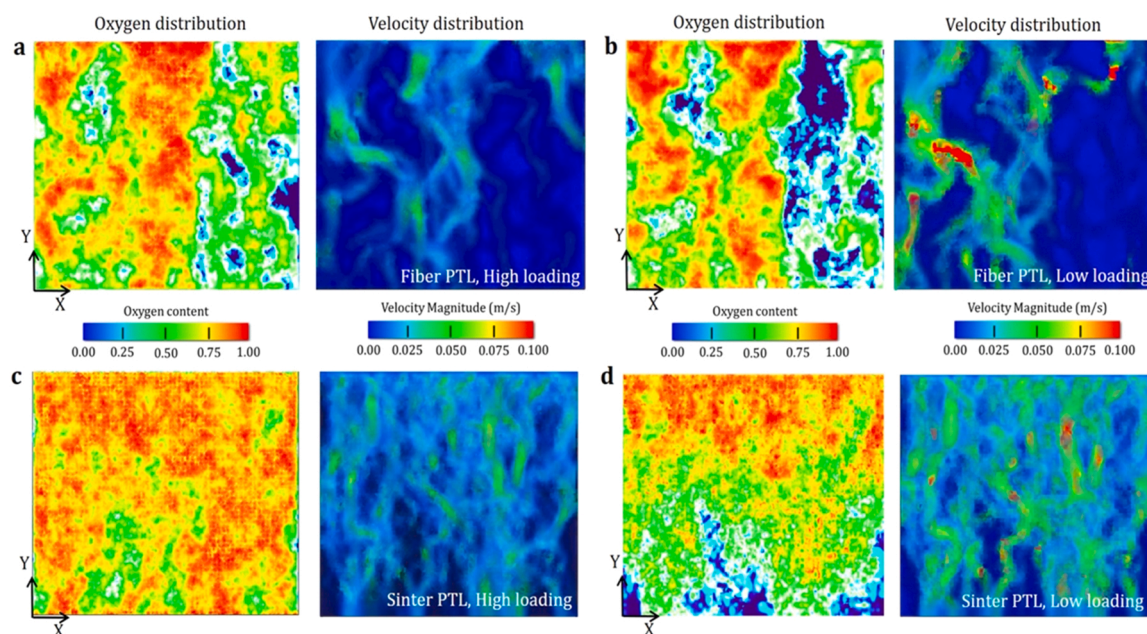 Oxygen distribution
Velocity distribution
Oxygen distribution
Velocity distribution
a
b
Y
X
Fiber PTL, High loading
Y
X
Fiber PTL, Low loading
Oxygen content
0.00 0.25 0.50 0.75 1.00
Velocity Magnitude (m/s)
0.00 0.025 0.050 0.075 0.100
Oxygen content
0.00 0.25 0.50 0.75 1.00
Velocity Magnitude (m/s)
0.00 0.025 0.050 0.075 0.100
c
d
Y
X
Sinter PTL, High loading
Y
X
Sinter PTL, Low loading